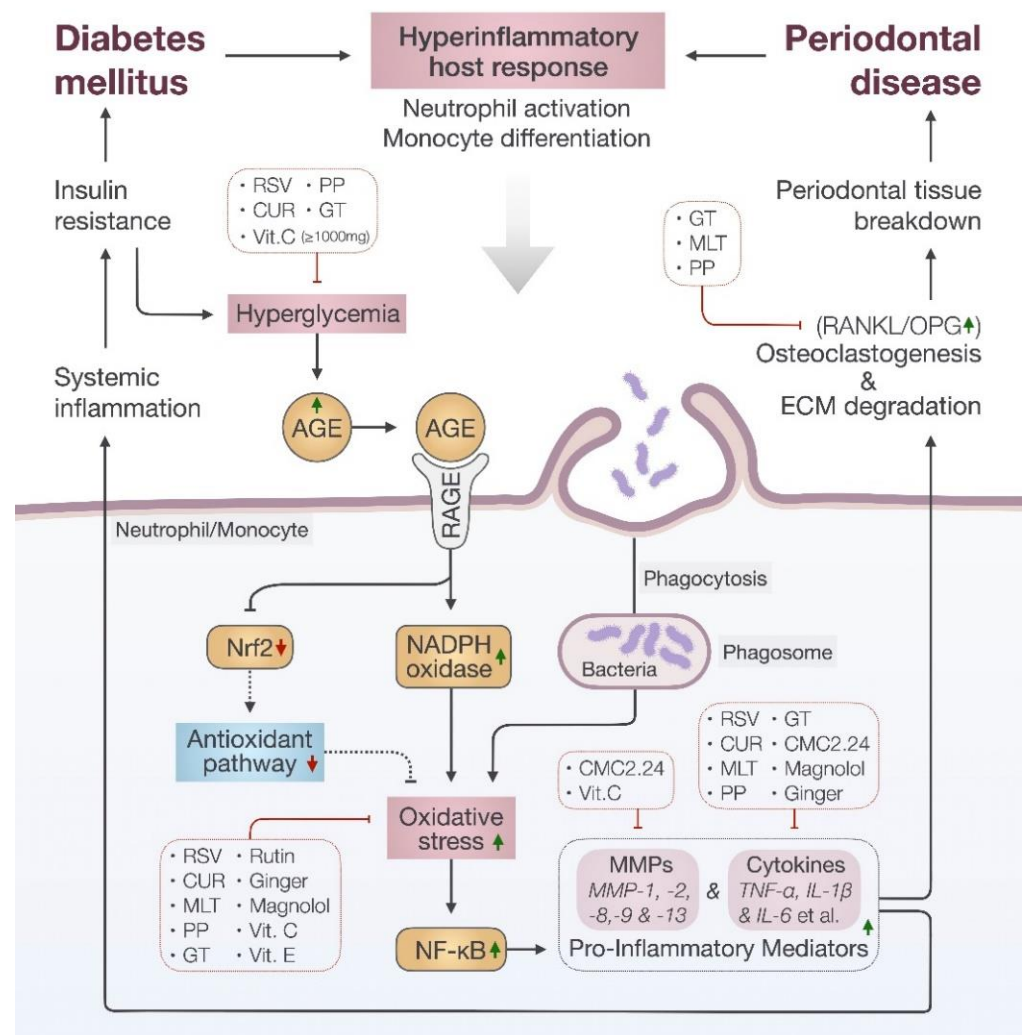 Diabetes
mellitus
Hyperinflammatory
host response
Neutrophil activation
Monocyte differentiation
Periodontal
disease
Insulin
resistance
· RSV · PP
· CUR · GT
· Vit.C (≥1000mg)
· GT
· MLT
· PP
Periodontal tissue
breakdown
Hyperglycemia
(RANKL/OPG)
Osteoclastogenesis
&
ECM degradation
Systemic
inflammation
AGE
AGE
RAGE
Neutrophil/Monocyte
Phagocytosis
Nrf2
NADPH
oxidase
Bacteria
Phagosome
Antioxidant
pathway
· CMC2.24
· Vit.C
· RSV · GT
· CUR · CMC2.24
· MLT · Magnolol
· PP · Ginger
Oxidative
stress
· RSV · Rutin
· CUR · Ginger
· MLT · Magnolol
· PP · Vit. C
· GT · Vit. E
MMPs
MMP-1, -2,
-8,-9 & -13
&
Cytokines
TNF-α, IL-1β
& IL-6 et al.
Pro-Inflammatory Mediators
NF-κB